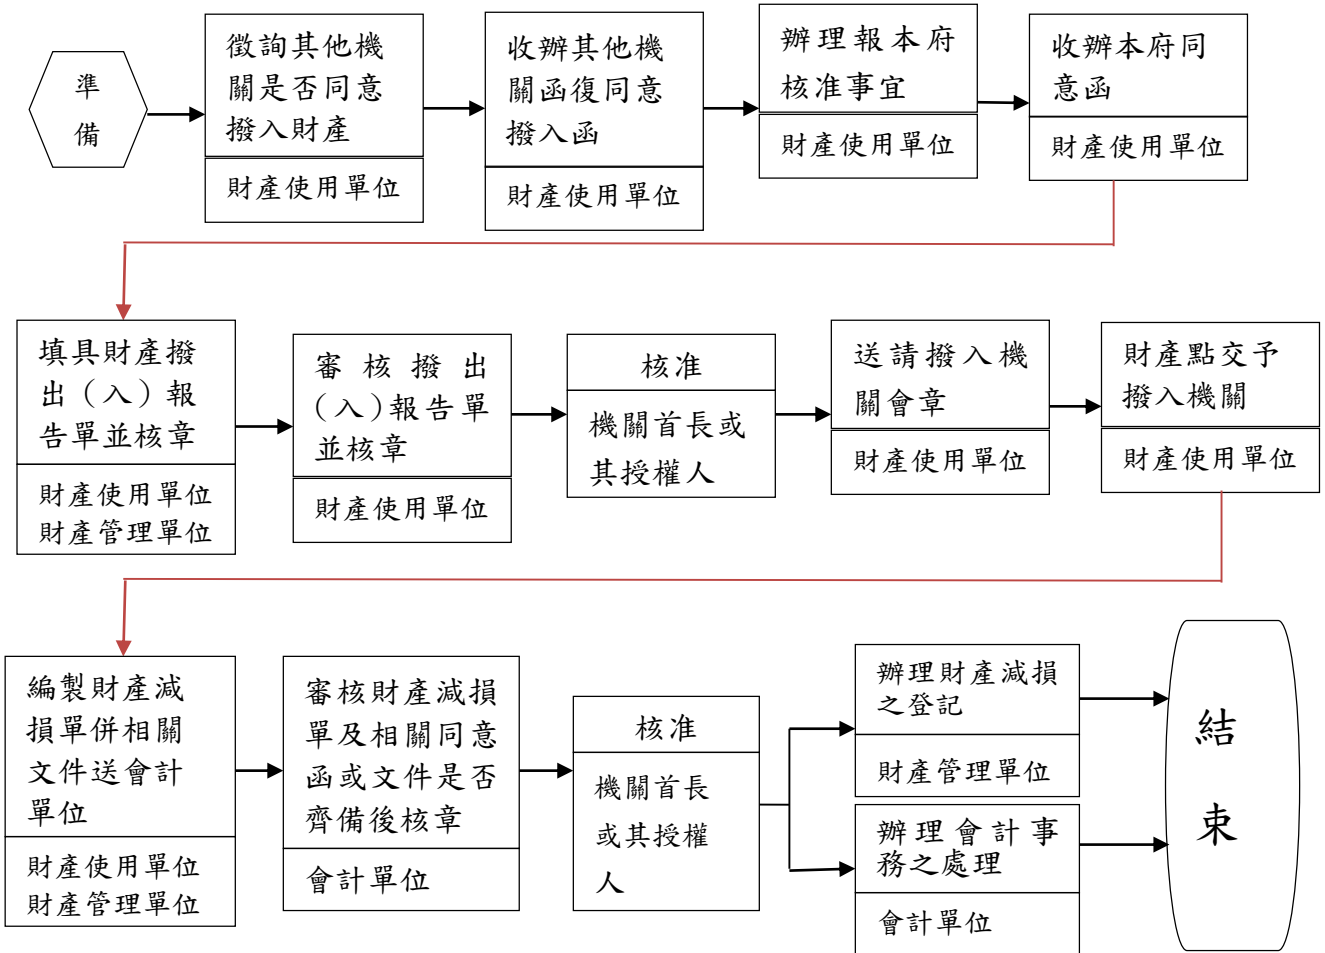 準
備
徵詢其他機
關是否同意
撥入財產
財產使用單位
收辦其他機
關函復同意
撥入函
財產使用單位
辦理報本府
核准事宜
財產使用單位
收辦本府同
意函
財產使用單位
填具財產撥
出（入）報
告單並核章
財產使用單位
財產管理單位
審核撥出
（入）報告單
並核章
財產使用單位
核准
機關首長或
其授權人
送請撥入機
關會章
財產使用單位
財產點交予
撥入機關
財產使用單位
編製財產減
損單併相關
文件送會計
單位
財產使用單位
財產管理單位
審核財產減損
單及相關同意
函或文件是否
齊備後核章
會計單位
核准
機關首長
或其授權
人
辦理財產減損
之登記
財產管理單位
辦理會計事
務之處理
會計單位
結
束